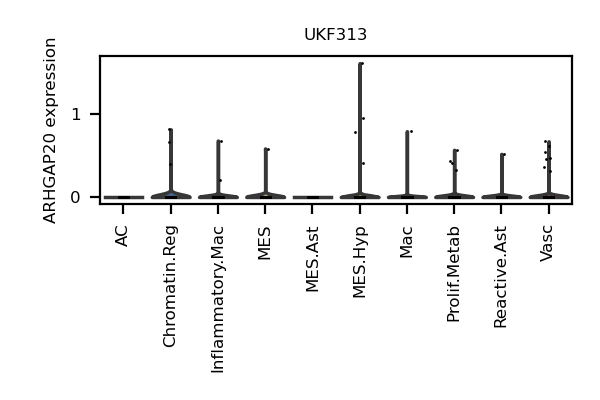 UKF313
ARHGAP20 expression
1
0
AC
Chromatin.Reg
Inflammatory.Mac
MES
MES.Ast
MES.Hyp
Mac
Prolif.Metab
Reactive.Ast
Vasc